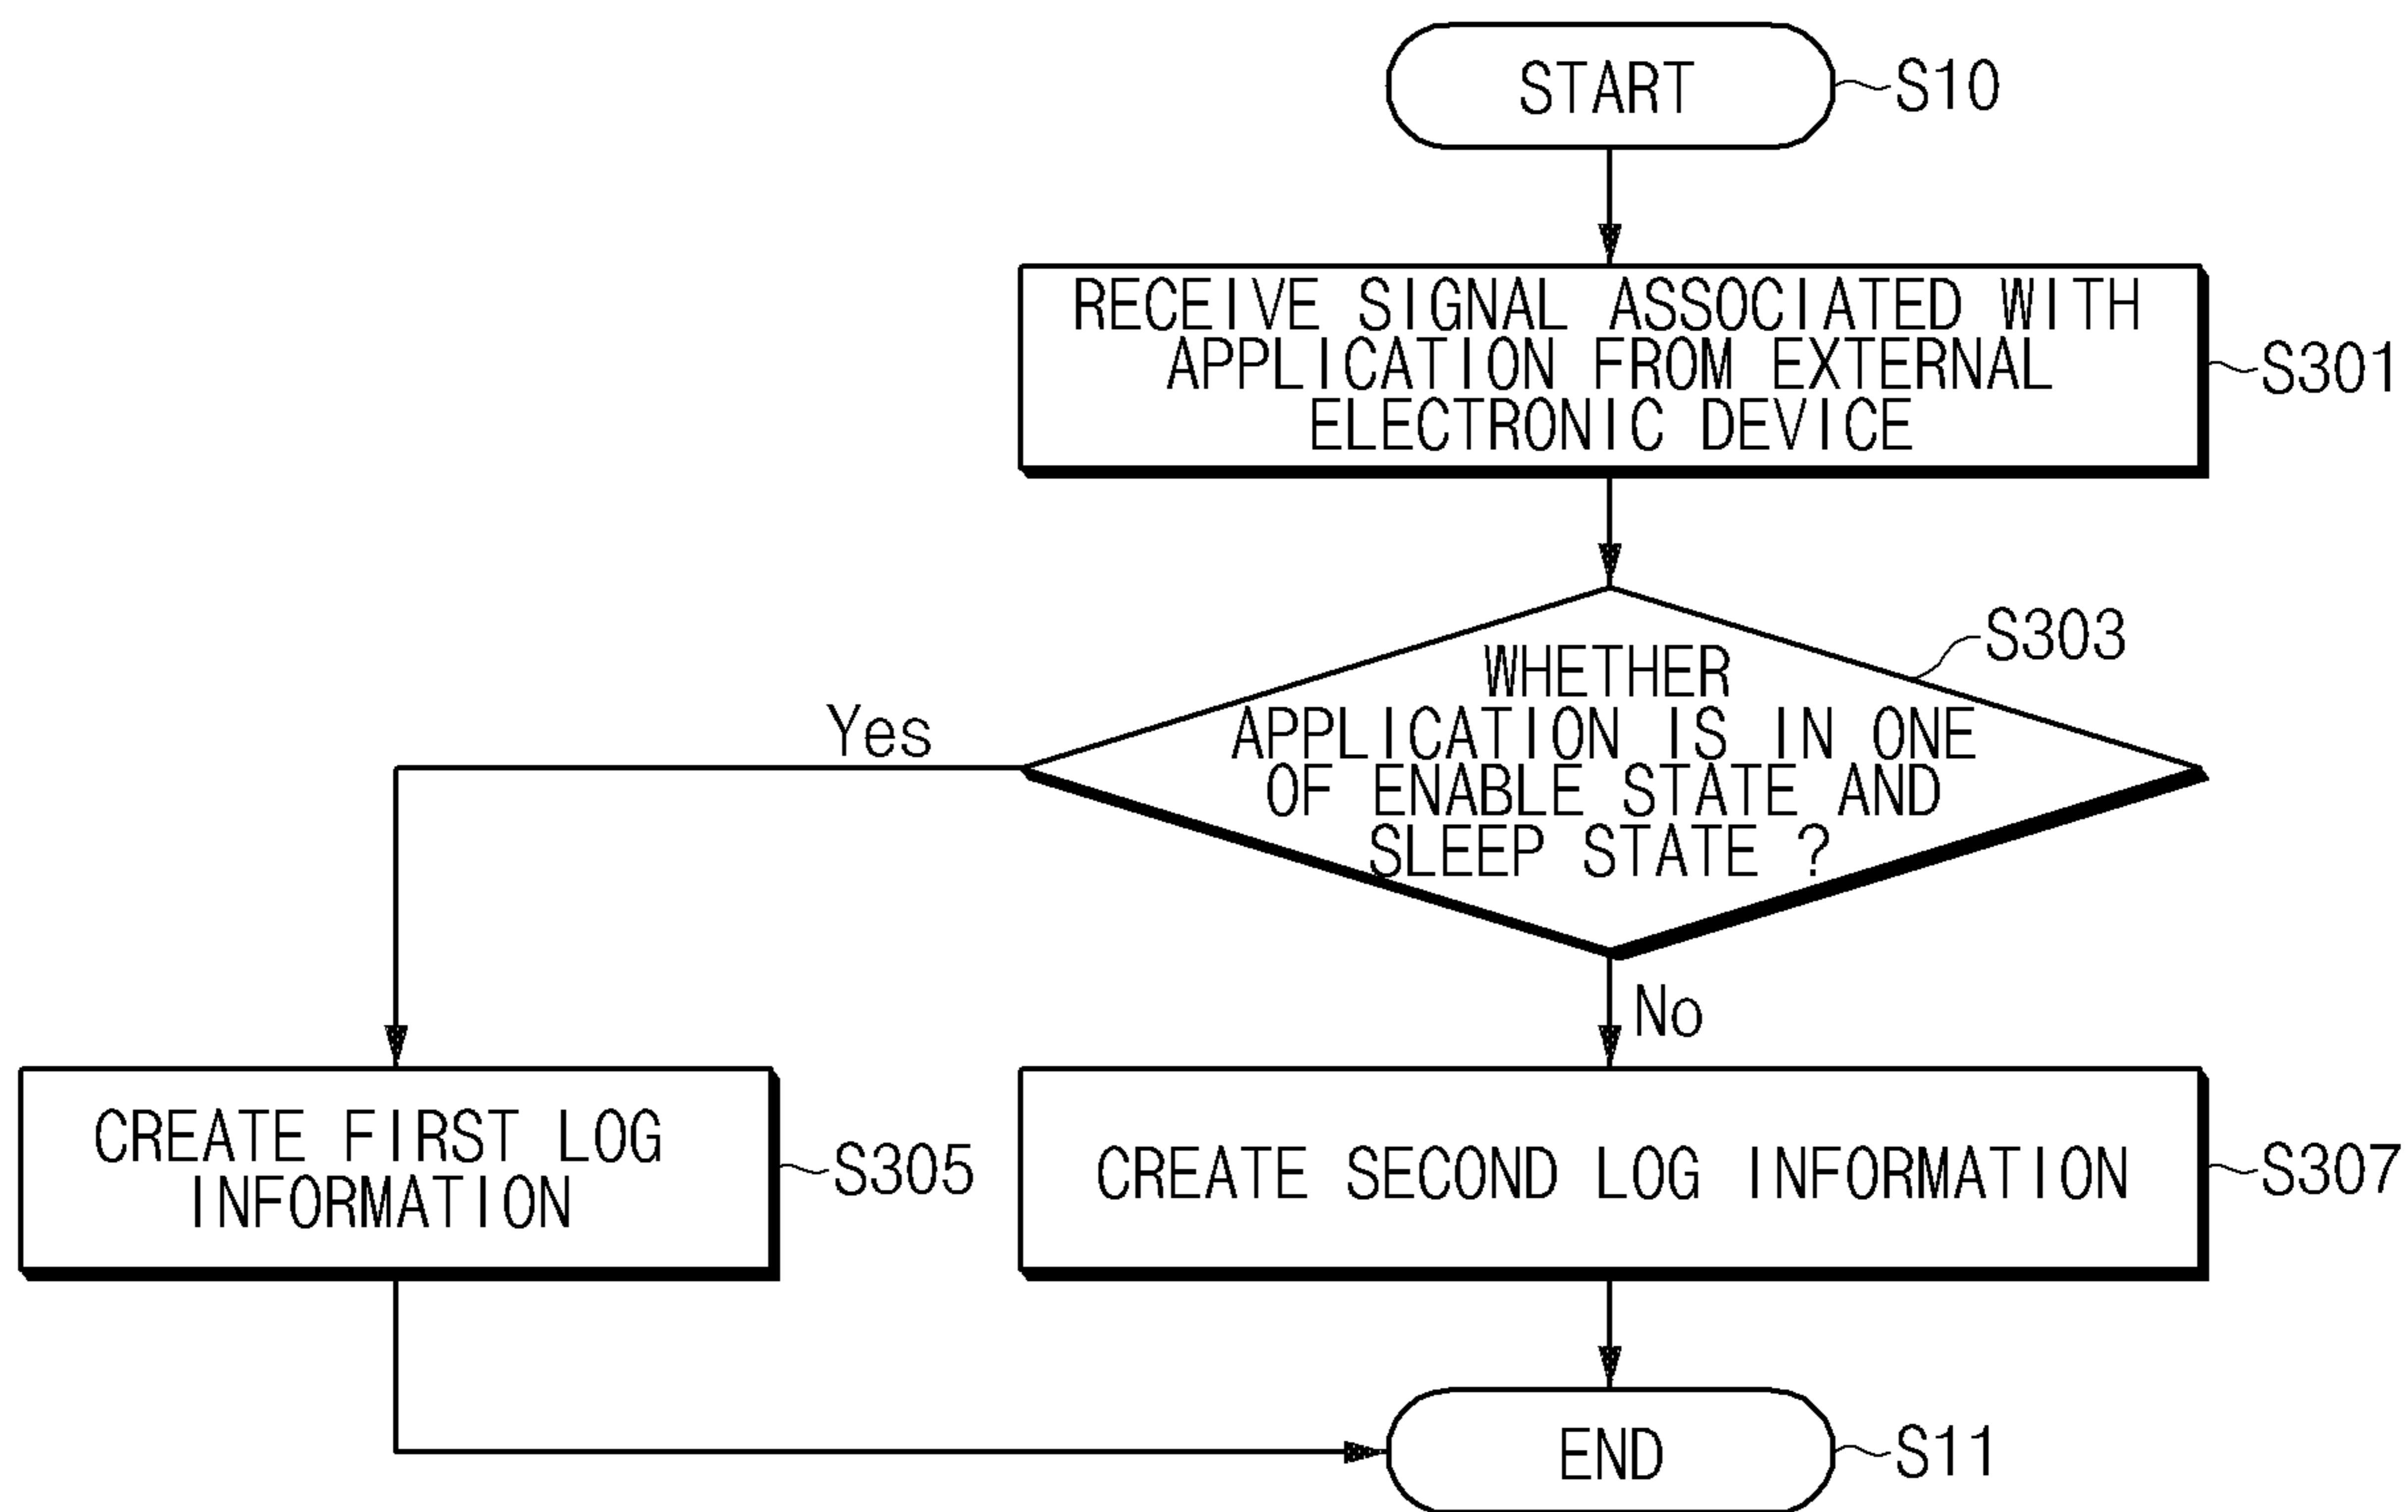 START
S10
RECEIVE SIGNAL ASSOCIATED WITH
APPLICATION FROM EXTERNAL
ELECTRONIC DEVICE
S301
S303
WHETHER
APPLICATION IS IN ONE
OF ENABLE STATE AND
SLEEP STATE ?
Yes
No
CREATE FIRST LOG
INFORMATION
S305
CREATE SECOND LOG INFORMATION
S307
END
S11